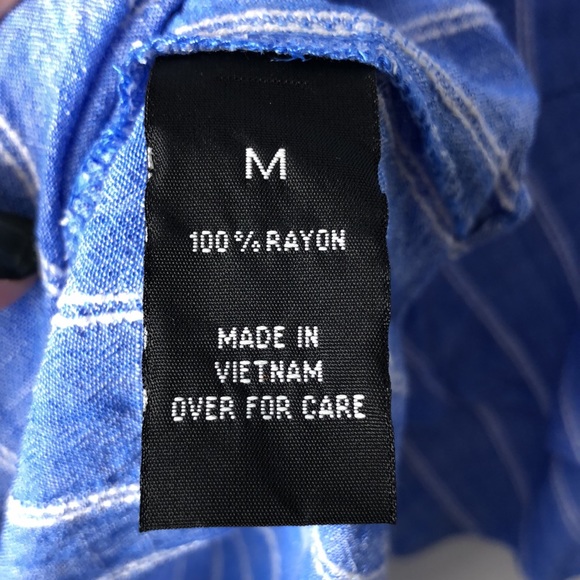 M
100% RAYON
MADE IN
VIETNAM
OVER FOR CARE